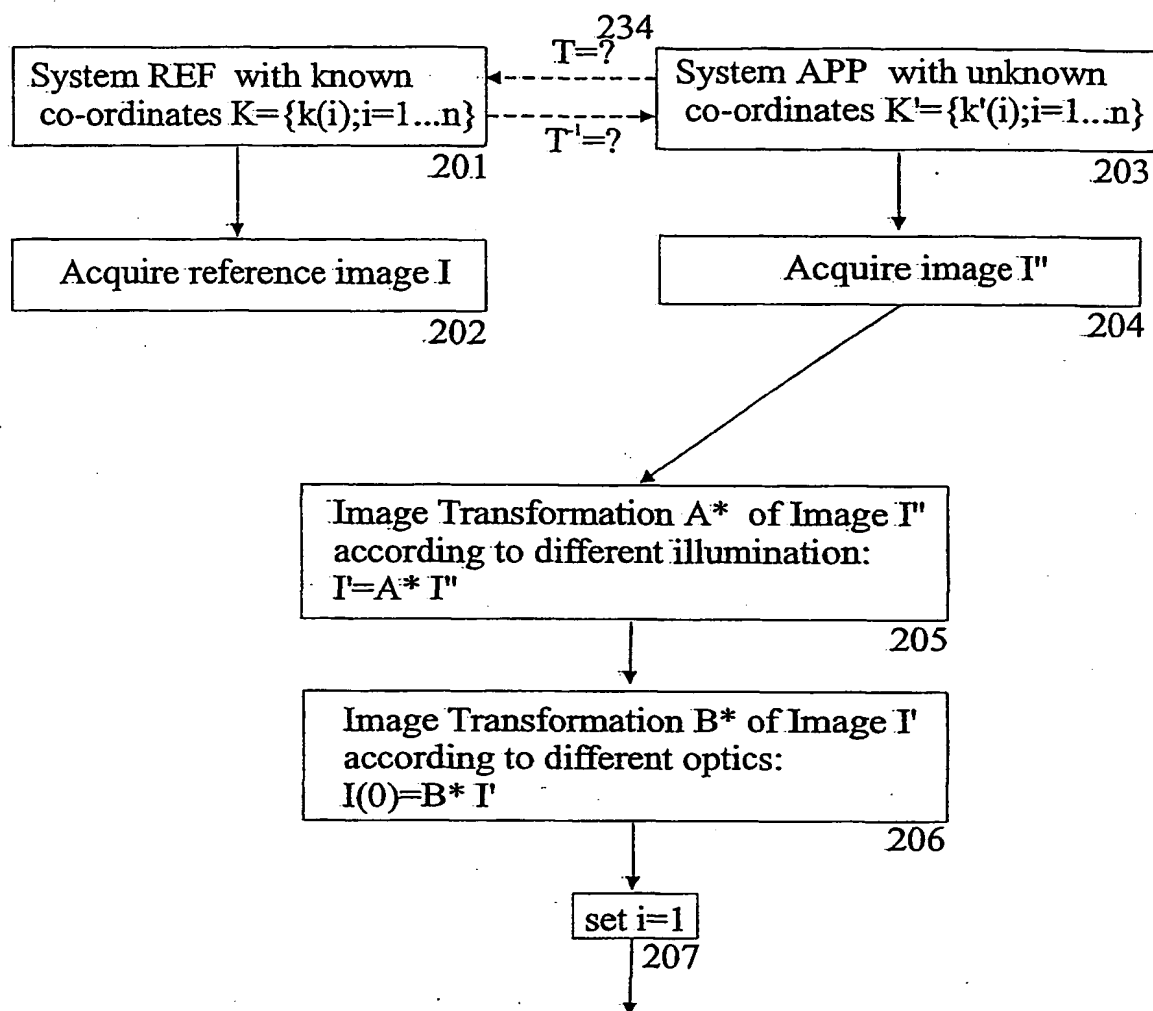 234
T=?
System REF with known
co-ordinates K={k(i);i=1...n}
201
T⁻¹=?
System APP with unknown
co-ordinates K'={k'(i);i=1...n}
203
Acquire reference image I
202
Acquire image I"
204
Image Transformation A* of Image I"
according to different illumination:
I'=A* I"
205
Image Transformation B* of Image I'
according to different optics:
I(0)=B* I'
206
set i=1
207